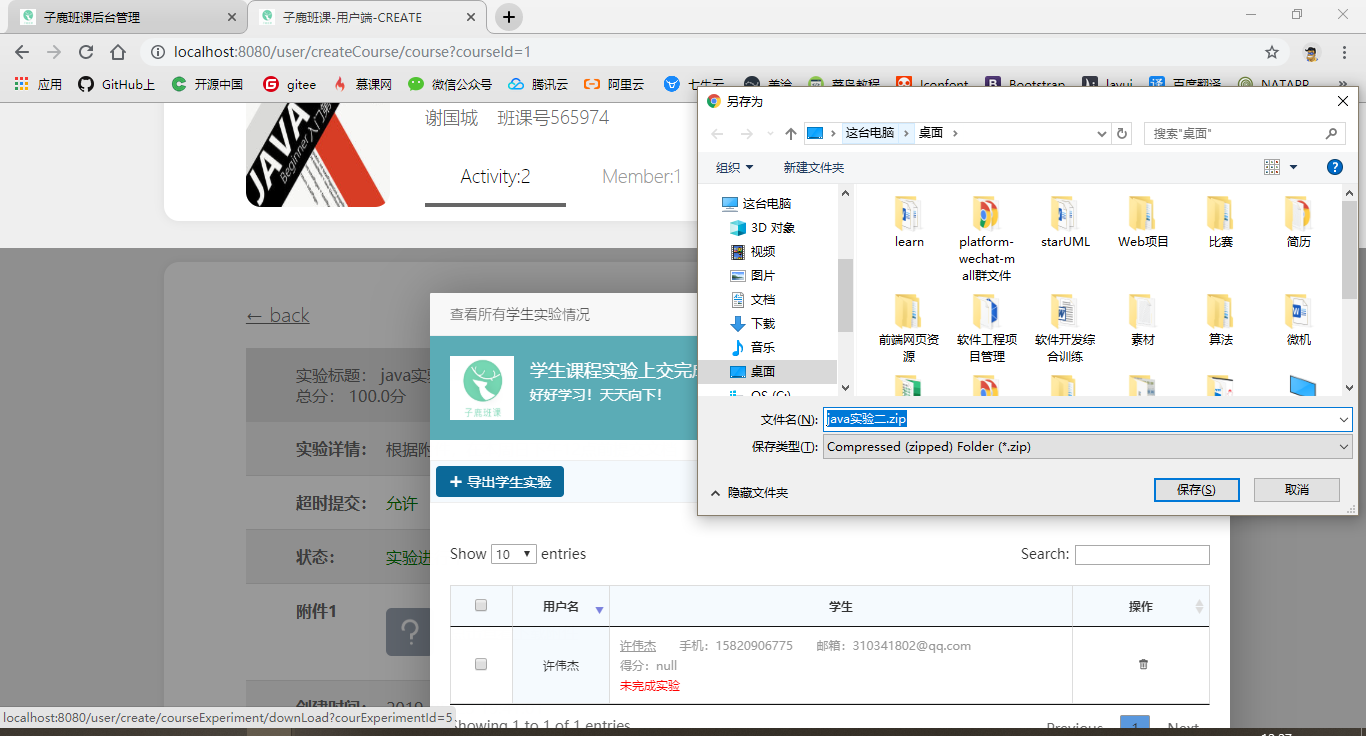 子鹿班课后台管理
子鹿班课-用户端-CREATE
localhost:8080/user/createCourse/course?courseId=1
应用 GitHub上 开源中国 gitee 慕课网 微信公众号 腾讯云 阿里云 七牛云 美洽 菜鸟教程 Iconfont Bootstrap layui 百度翻译 NATAPP »
JAVA
Beginner
谢国城 班课号565974
Activity:2 Member:1
← back
实验标题： java实
总分： 100.0分
实验详情： 根据附
超时提交： 允许
状态： 实验进
附件1
创建时间： 2019
查看所有学生实验情况
子鹿班课
学生课程实验上交完成
好好学习！天天向上！
导出学生实验
Show 10 entries
Search:
用户名 学生 操作
许伟杰
许伟杰 手机：15820906775 邮箱：310341802@qq.com
得分：null
未完成实验
Showing 1 to 1 of 1 entries
Previous 1 Next
localhost:8080/user/create/courseExperiment/downLoad?courExperimentId=5
另存为
这台电脑 › 桌面 ›
搜索"桌面"
组织
新建文件夹
这台电脑
3D 对象
视频
图片
文档
下载
音乐
桌面
OS (C:)
learn
platform-
wechat-m
all群文件
starUML
Web项目
比赛
简历
前端网页资
源
软件工程项
目管理
软件开发综
合训练
素材
算法
微机
文件名(N): java实验二.zip
保存类型(T): Compressed (zipped) Folder (*.zip)
隐藏文件夹
保存(S)
取消